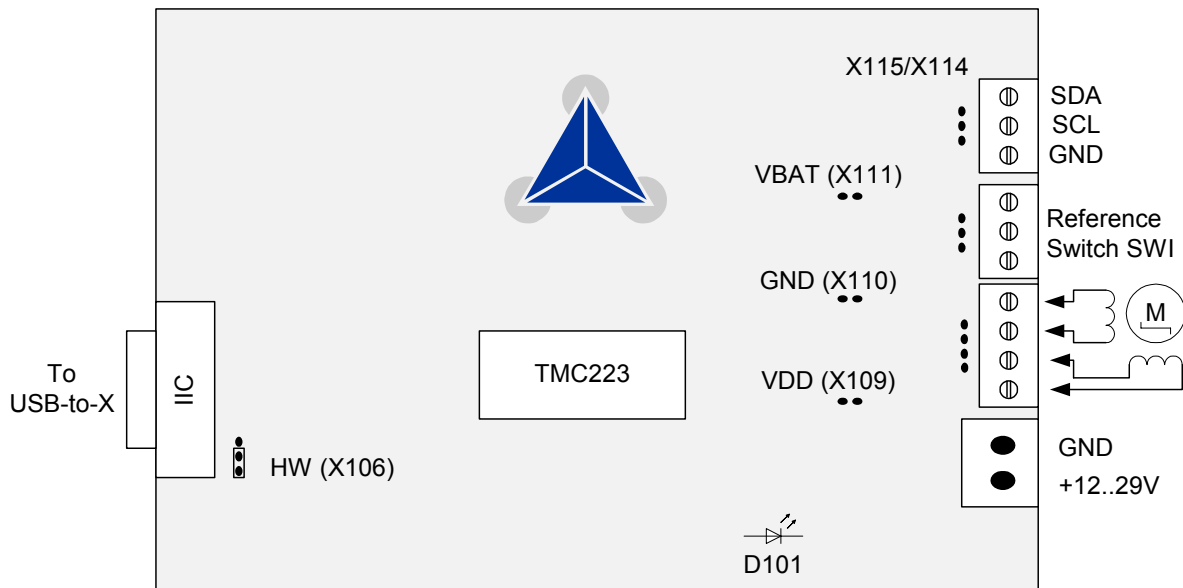 X115/X114
SDA
SCL
GND
VBAT (X111)
Reference
Switch SWI
GND (X110)
M
To
USB-to-X
IIC
TMC223
VDD (X109)
HW (X106)
GND
+12..29V
D101